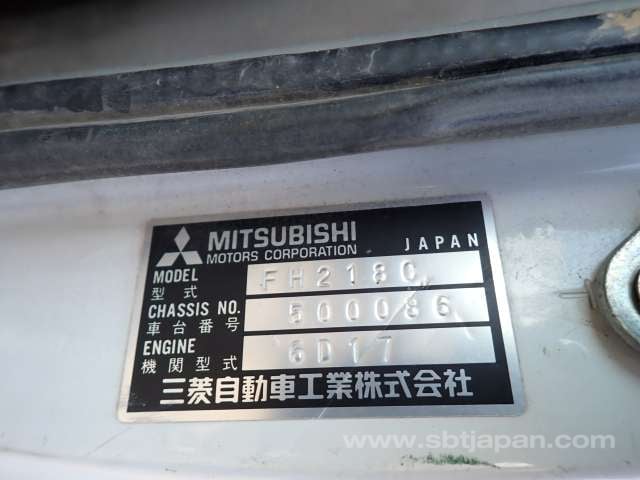 MITSUBISHI
MOTORS CORPORATION JAPAN
MODEL
型式 FH218C
CHASSIS NO.
車台番号 500086
ENGINE
機関型式 6D17
三菱自動車工業株式会社
www.sbtjapan.com